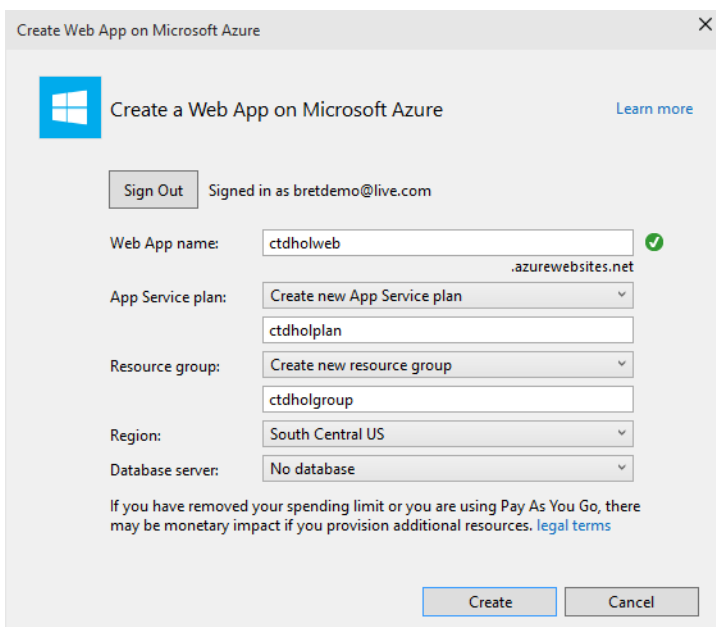 Create Web App on Microsoft Azure
Create a Web App on Microsoft Azure
Learn more
Sign Out
Signed in as bretdemo@live.com
Web App name:
ctdholweb
.azurewebsites.net
App Service plan:
Create new App Service plan
ctdholplan
Resource group:
Create new resource group
ctdholgroup
Region:
South Central US
Database server:
No database
If you have removed your spending limit or you are using Pay As You Go, there
may be monetary impact if you provision additional resources. legal terms
Create
Cancel